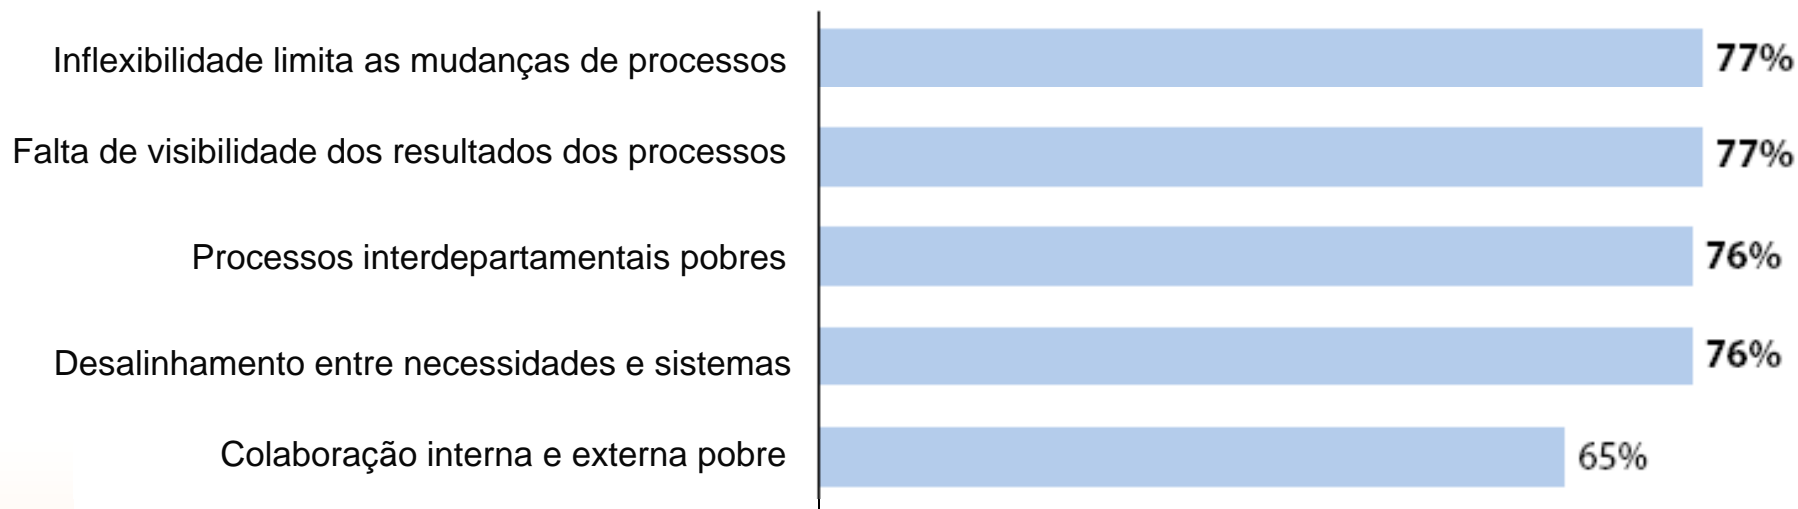 Inflexibilidade limita as mudanças de processos 77%
Falta de visibilidade dos resultados dos processos 77%
Processos interdepartamentais pobres 76%
Desalinhamento entre necessidades e sistemas 76%
Colaboração interna e externa pobre 65%